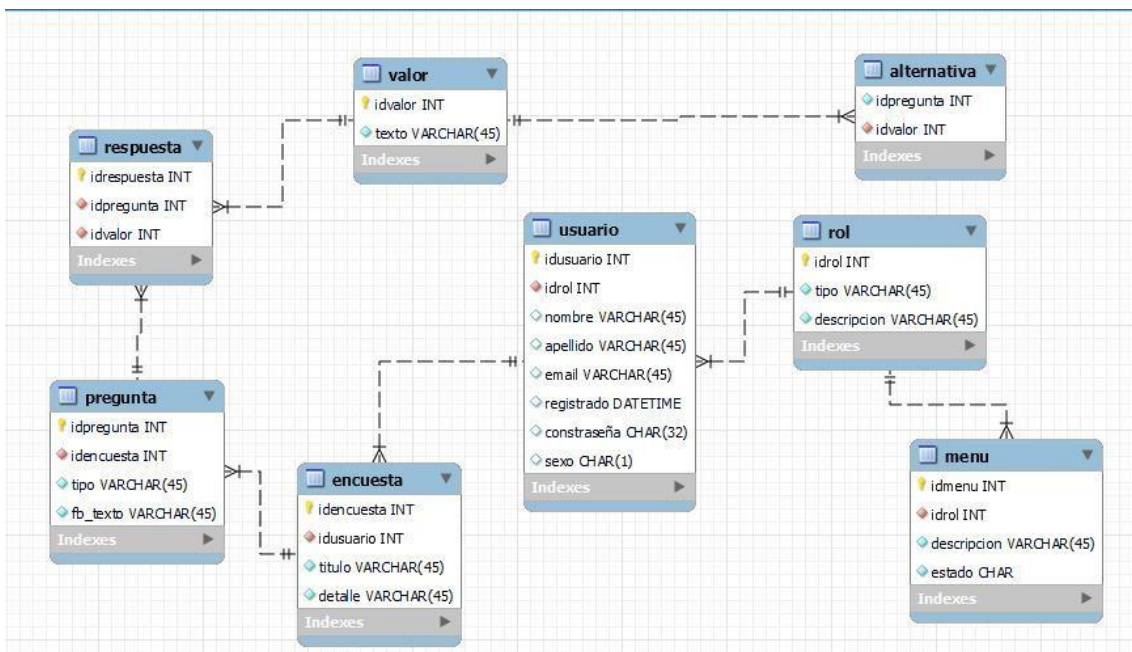 valor
idvalor INT
texto VARCHAR(45)
Indexes
alternativa
idpregunta INT
idvalor INT
Indexes
respuesta
idrespuesta INT
idpregunta INT
idvalor INT
Indexes
usuario
idusuario INT
idrol INT
nombre VARCHAR(45)
apellido VARCHAR(45)
email VARCHAR(45)
registrado DATETIME
constraseña CHAR(32)
sexo CHAR(1)
Indexes
rol
idrol INT
tipo VARCHAR(45)
descripcion VARCHAR(45)
Indexes
pregunta
idpregunta INT
idencuesta INT
tipo VARCHAR(45)
fb_texto VARCHAR(45)
Indexes
encuesta
idencuesta INT
idusuario INT
titulo VARCHAR(45)
detalle VARCHAR(45)
Indexes
menu
idmenu INT
idrol INT
descripcion VARCHAR(45)
estado CHAR
Indexes